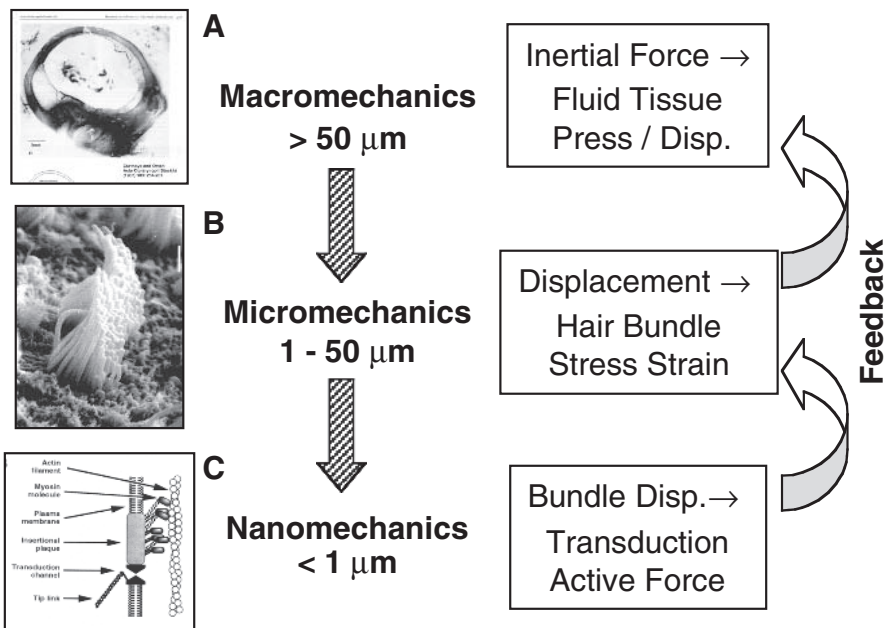 A
Macromechanics
> 50 μm
Inertial Force →
Fluid Tissue
Press / Disp.
B
Micromechanics
1 - 50 μm
Displacement →
Hair Bundle
Stress Strain
Feedback
C
Actin
filament
Myosin
molecule
Plasma
membrane
Insertional
plaque
Transduction
channel
Tip link
Nanomechanics
< 1 μm
Bundle Disp.→
Transduction
Active Force